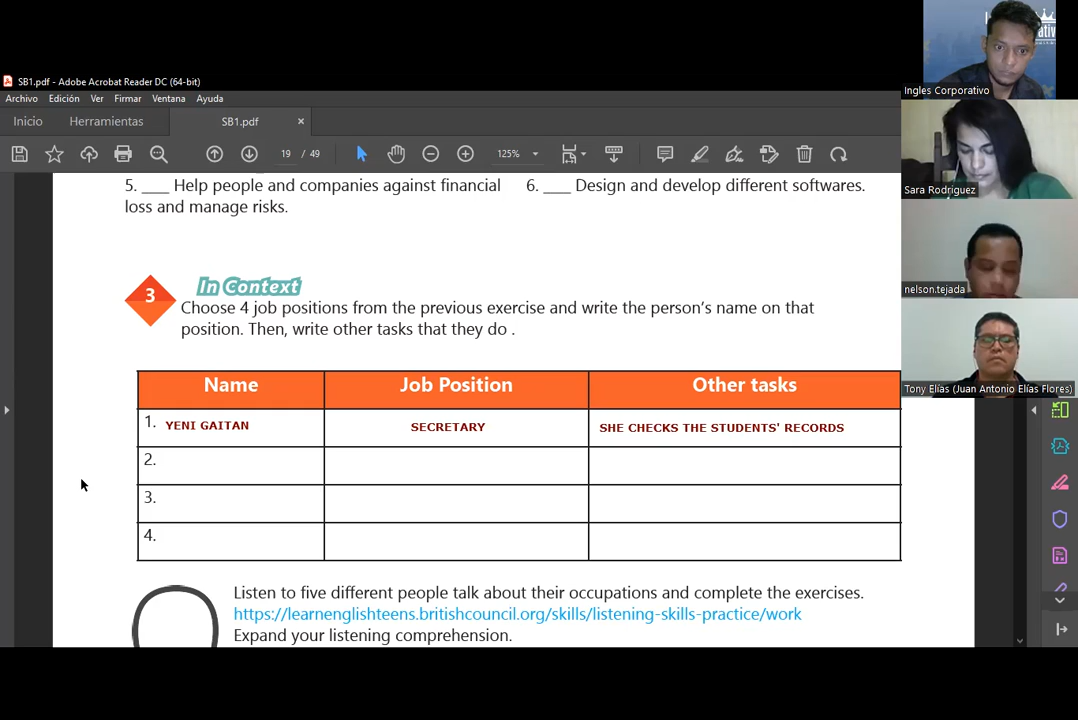 SB1.pdf - Adobe Acrobat Reader DC (64-bit)
Archivo Edición Ver Firmar Ventana Ayuda
Inicio Herramientas SB1.pdf ×
19 / 49 125%
5. ___ Help people and companies against financial
loss and manage risks.
6. ___ Design and develop different softwares.
3 In Context
Choose 4 job positions from the previous exercise and write the person's name on that
position. Then, write other tasks that they do .
Name Job Position Other tasks
1. YENI GAITAN SECRETARY SHE CHECKS THE STUDENTS' RECORDS
2.
3.
4.
Listen to five different people talk about their occupations and complete the exercises.
https://learnenglishteens.britishcouncil.org/skills/listening-skills-practice/work
Expand your listening comprehension.
Ingles Corporativo
Sara Rodriguez
nelson.tejada
Tony Elías (Juan Antonio Elías Flores)